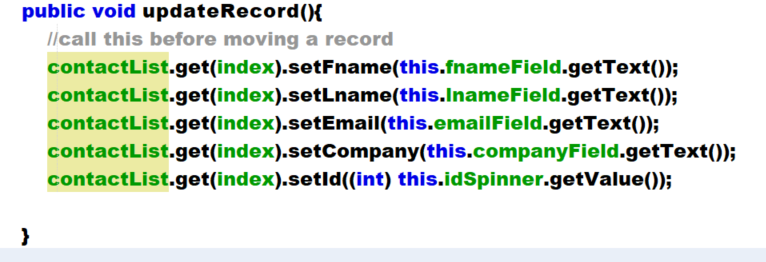 public void updateRecord(){
//call this before moving a record
contactList.get(index).setFname(this.fnameField.getText());
contactList.get(index).setLname(this.lnameField.getText());
contactList.get(index).setEmail(this.emailField.getText());
contactList.get(index).setCompany(this.companyField.getText());
contactList.get(index).setId((int) this.idSpinner.getValue());
}